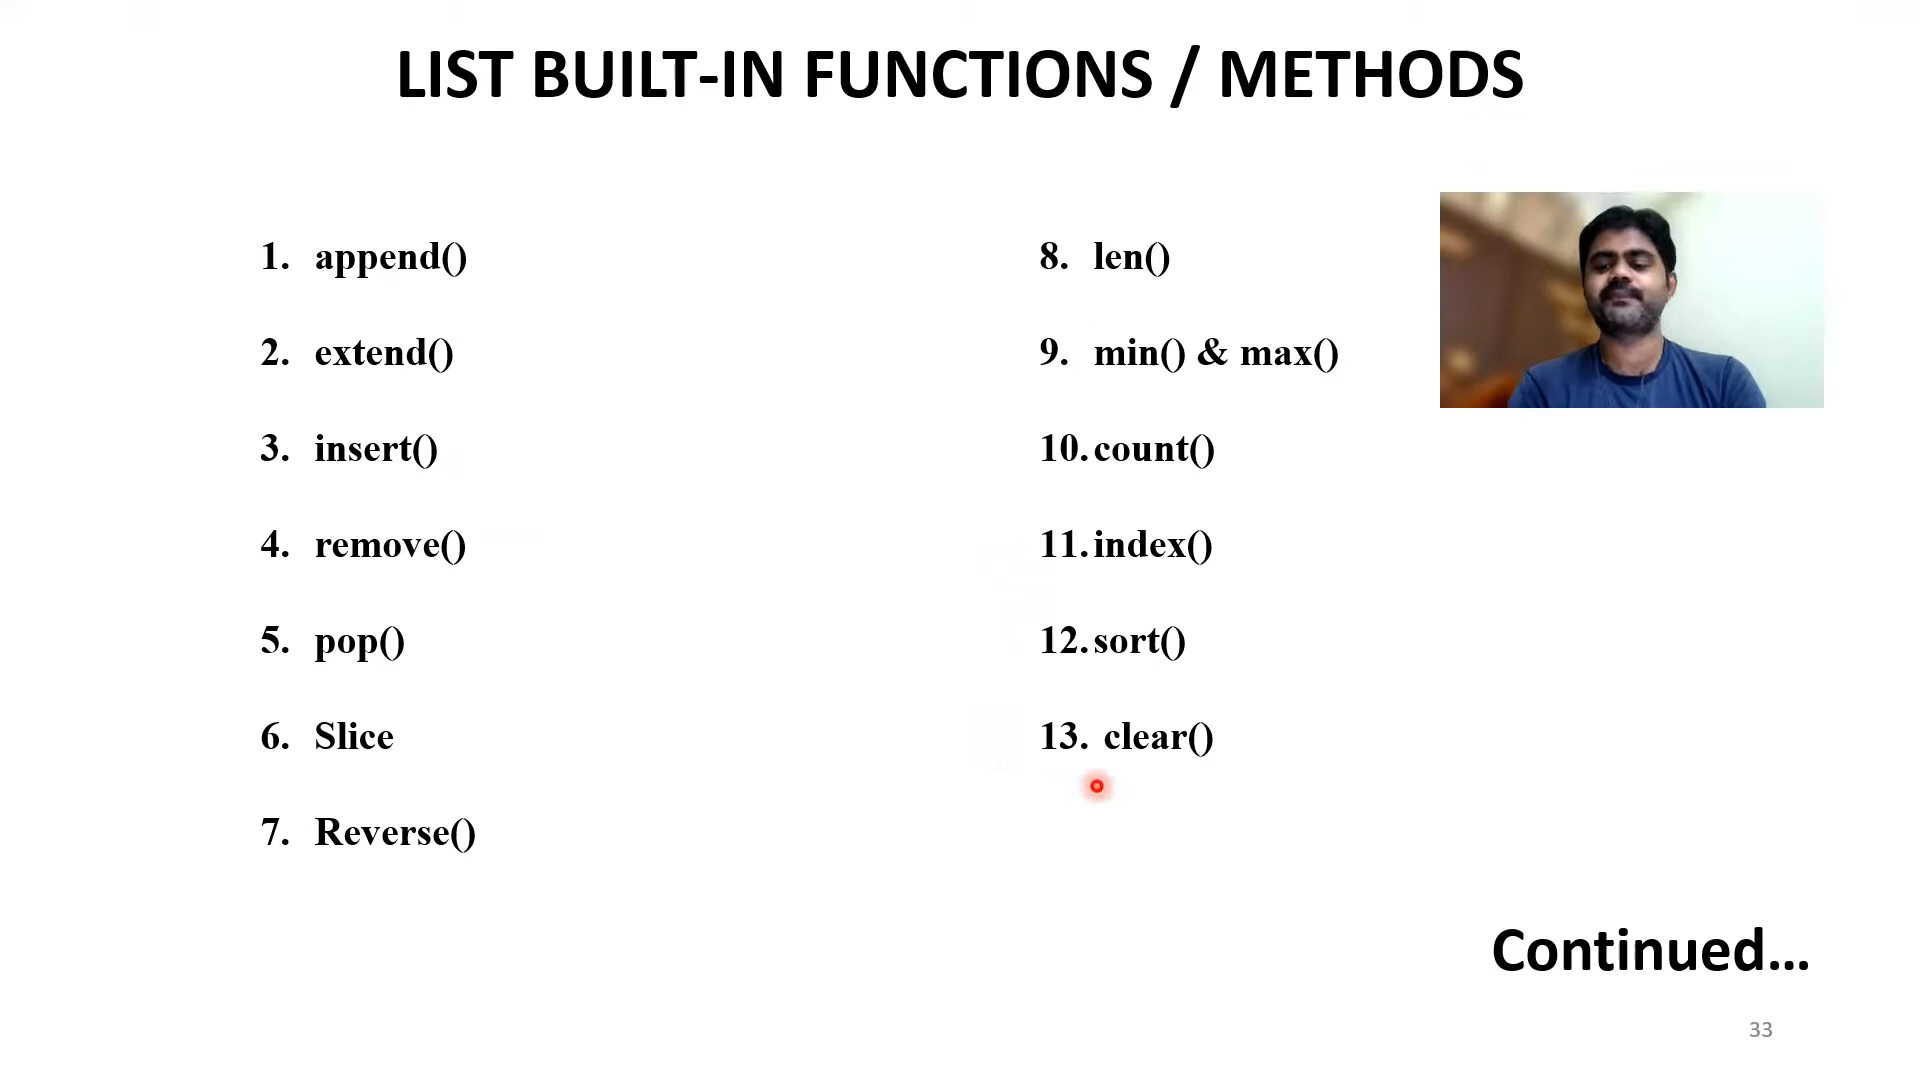 LIST BUILT-IN FUNCTIONS / METHODS
1. append()
2. extend()
3. insert()
4. remove()
5. pop()
6. Slice
7. Reverse()
8. len()
9. min() & max()
10. count()
11. index()
12. sort()
13. clear()
Continued...
33